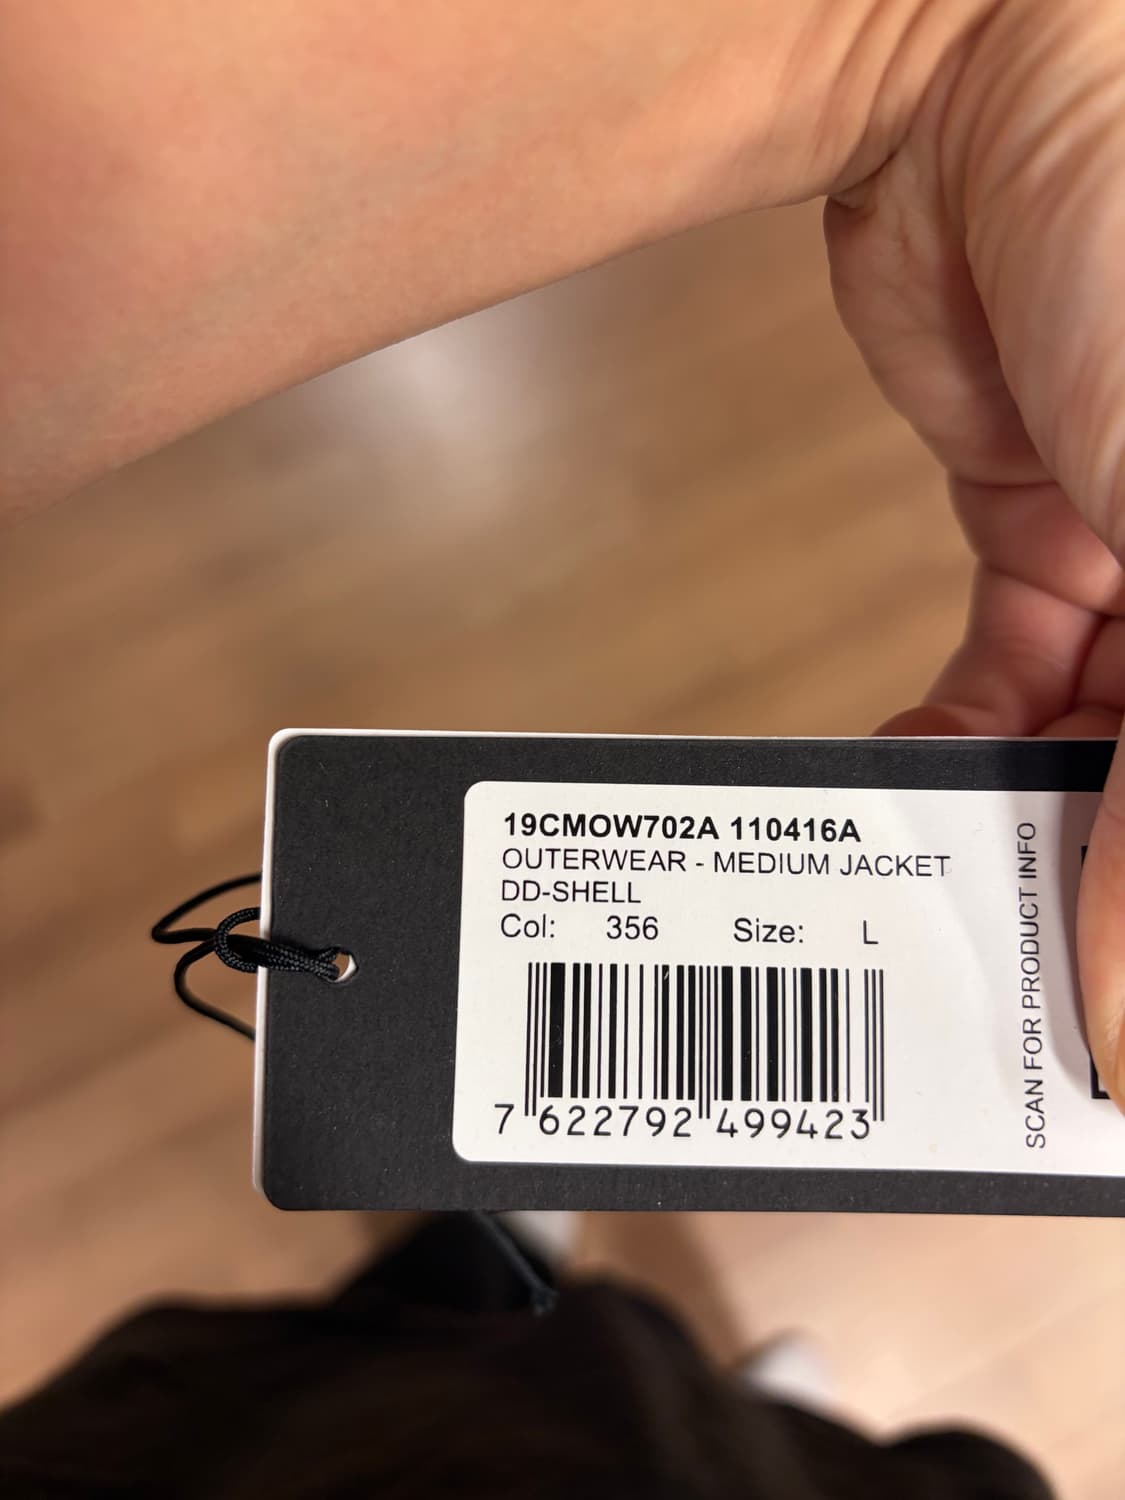 19CMOW702A 110416A
OUTERWEAR - MEDIUM JACKET
DD-SHELL
Col: 356 Size: L
7 622792 499423
SCAN FOR PRODUCT INFO